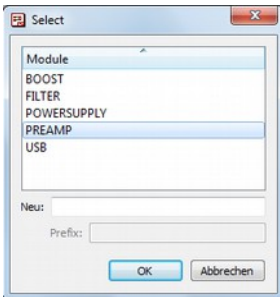 Select
Module
BOOST
FILTER
POWERSUPPLY
PREAMP
USB
Neu:
Prefix:
OK Abbrechen